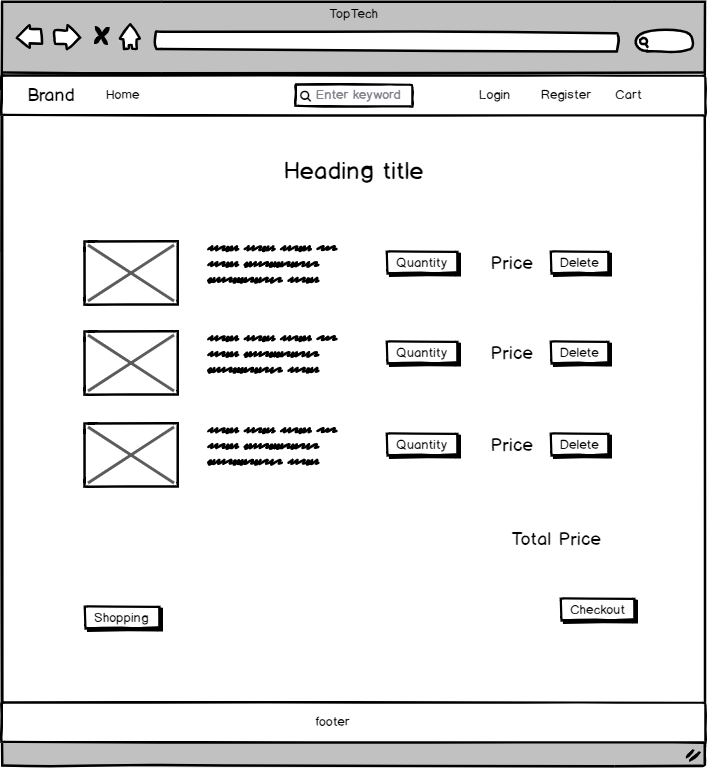 TopTech
Brand Home Enter keyword Login Register Cart
Heading title
Quantity Price Delete
Quantity Price Delete
Quantity Price Delete
Total Price
Shopping Checkout
footer